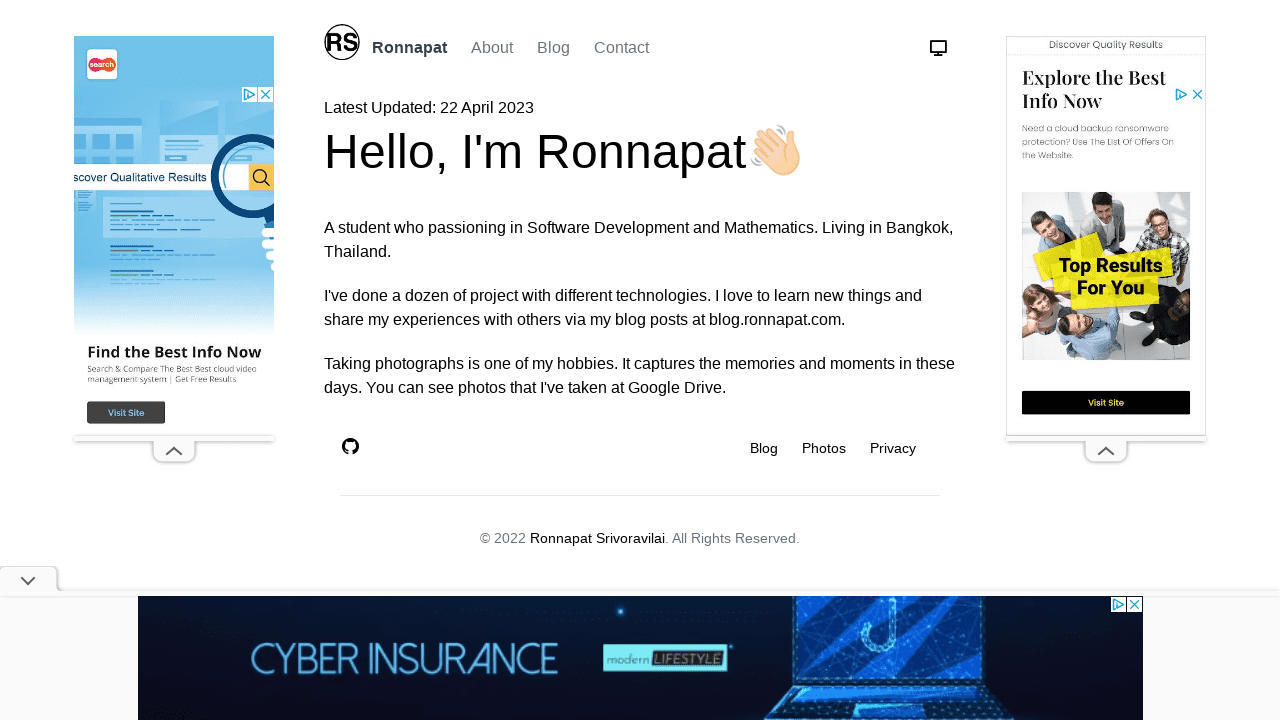 RS
Ronnapat
About
Blog
Contact
Latest Updated: 22 April 2023
Hello, I'm Ronnapat
A student who passioning in Software Development and Mathematics. Living in Bangkok,
Thailand.
I've done a dozen of project with different technologies. I love to learn new things and
share my experiences with others via my blog posts at blog.ronnapat.com.
Taking photographs is one of my hobbies. It captures the memories and moments in these
days. You can see photos that I've taken at Google Drive.
Blog
Photos
Privacy
© 2022 Ronnapat Srivoravilai. All Rights Reserved.
search
scover Qualitative Results
Find the Best Info Now
Search & Compare The Best Best cloud video
management system | Get Free Results
Visit Site
Discover Quality Results
Explore the Best
Info Now
Need a cloud backup ransomware
protection? Use The List Of Offers On
the Website.
Top Results
For You
Visit Site
CYBER INSURANCE
modern LIFESTYLE